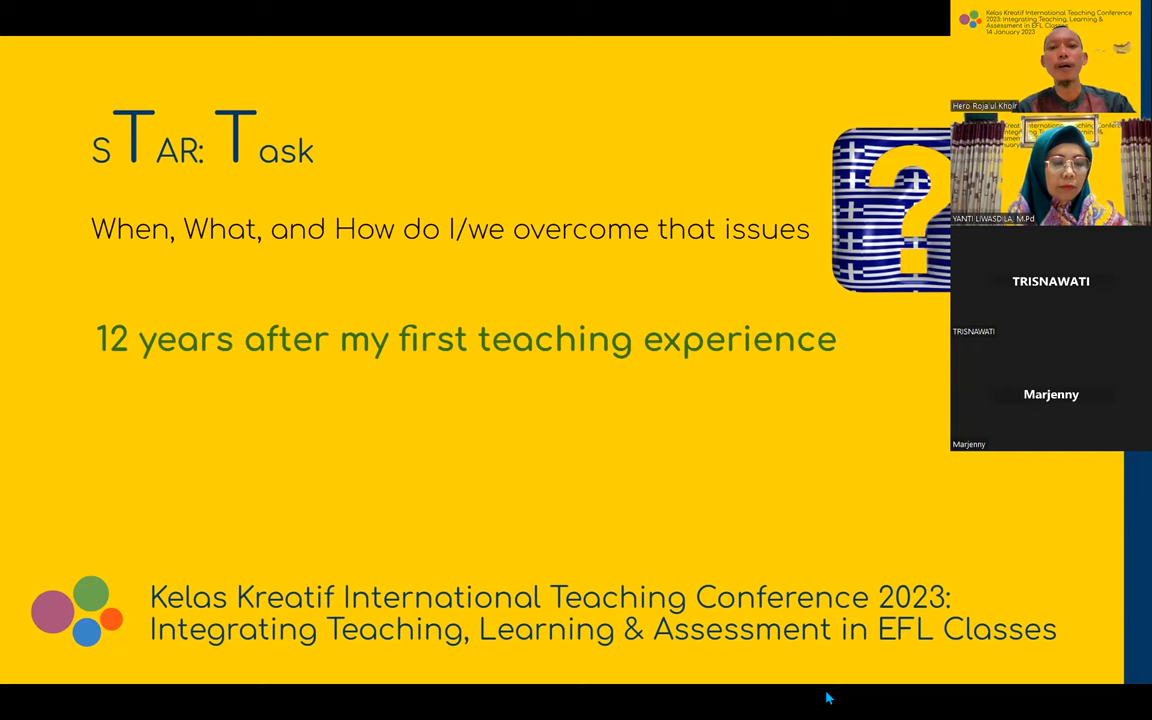 STAR: Task
When, What, and How do I/we overcome that issues
12 years after my first teaching experience
Kelas Kreatif International Teaching Conference 2023:
Integrating Teaching, Learning & Assessment in EFL Classes
Kelas Kreatif International Teaching Conference
2023: Integrating Teaching, Learning &
Assessment in EFL Classes
14 January 2023
Hero Roja'ul Khoir
YANTI LIWASDILA, M.Pd
TRISNAWATI
TRISNAWATI
Marjenny
Marjenny